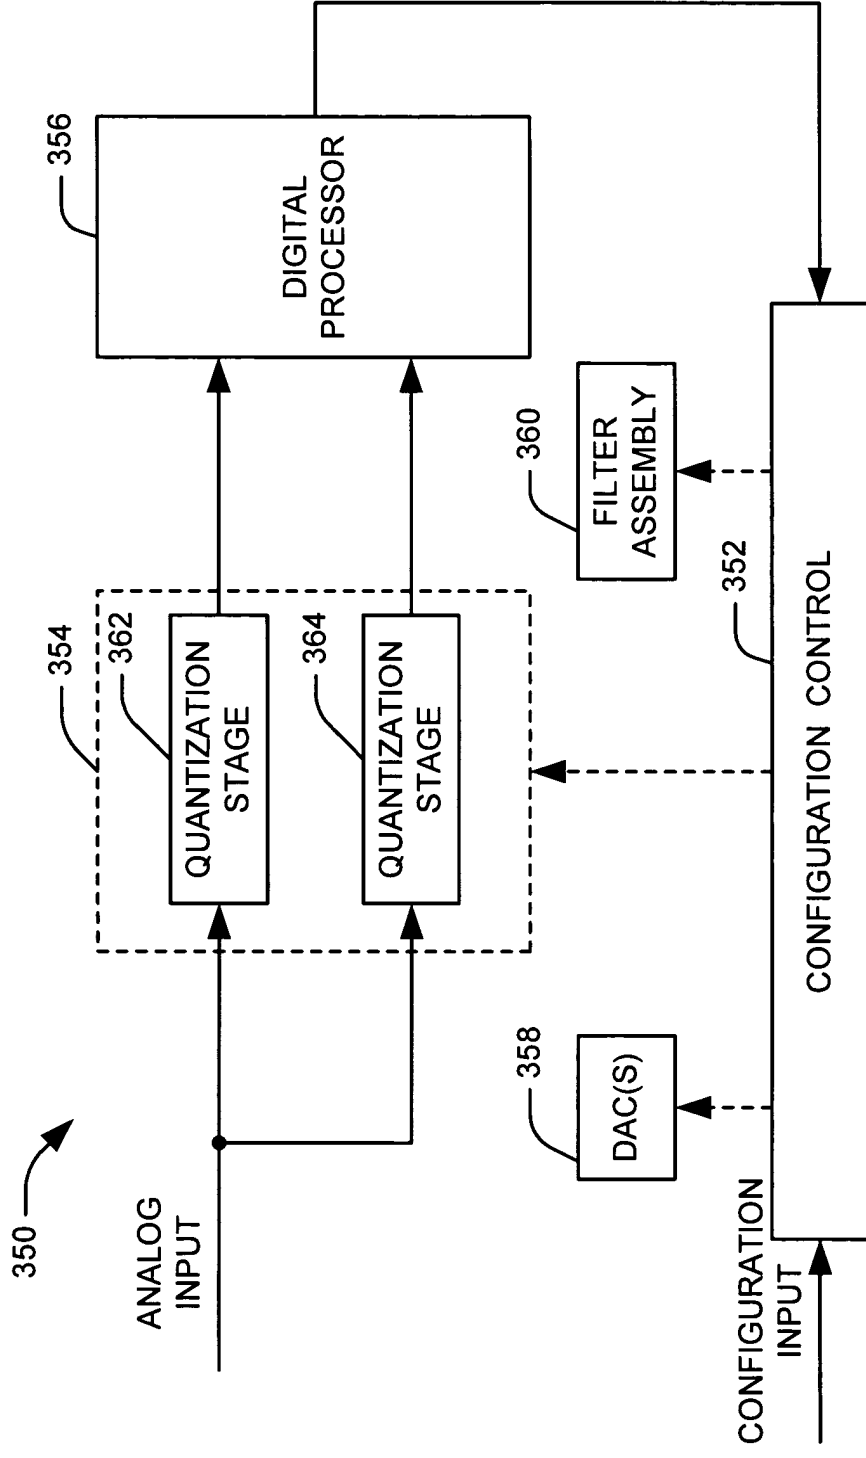 350
ANALOG
INPUT
354
362
QUANTIZATION
STAGE
364
QUANTIZATION
STAGE
356
DIGITAL
PROCESSOR
358
DAC(S)
360
FILTER
ASSEMBLY
CONFIGURATION
INPUT
352
CONFIGURATION CONTROL